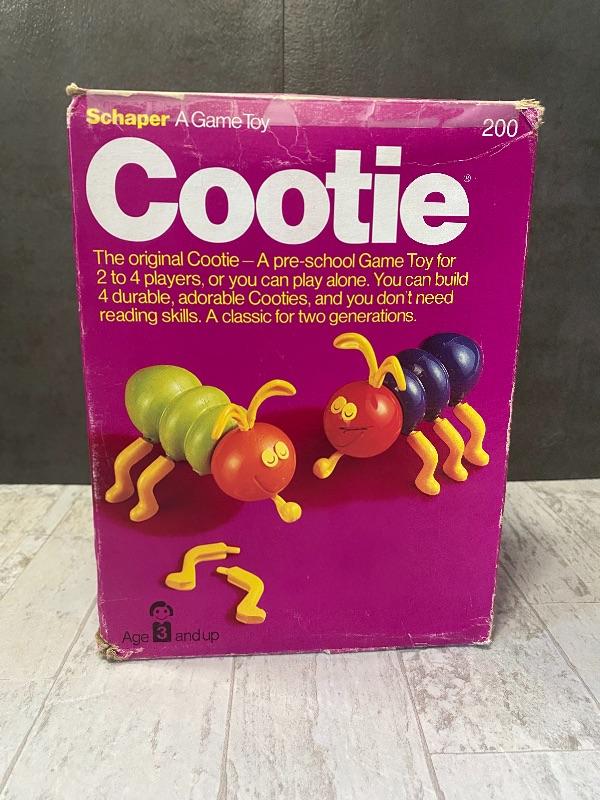 Schaper A Game Toy
200
Cootie®
The original Cootie – A pre-school Game Toy for
2 to 4 players, or you can play alone. You can build
4 durable, adorable Cooties, and you don't need
reading skills. A classic for two generations.
Age 3 and up